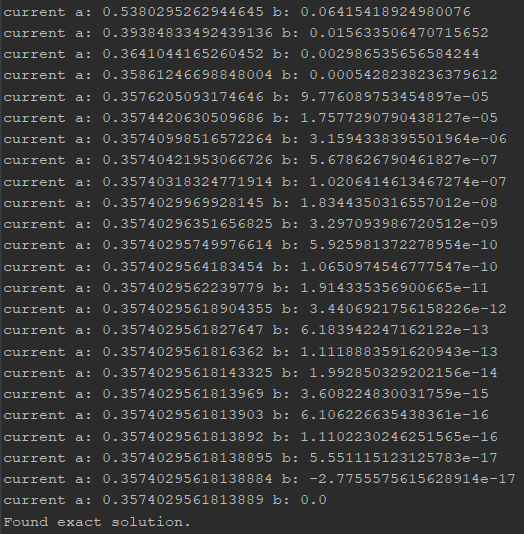 current a: 0.5380295262944645 b: 0.06415418924980076
current a: 0.39384833492439136 b: 0.015633506470715652
current a: 0.3641044165260452 b: 0.002986535656584244
current a: 0.35861246698848004 b: 0.0005428238236379612
current a: 0.3576205093174646 b: 9.776089753454897e-05
current a: 0.3574420630509686 b: 1.7577290790438127e-05
current a: 0.35740998516572264 b: 3.1594338395501964e-06
current a: 0.35740421953066726 b: 5.678626790461827e-07
current a: 0.35740318324771914 b: 1.0206414613467274e-07
current a: 0.3574029969928145 b: 1.8344350316557012e-08
current a: 0.35740296351656825 b: 3.297093986720512e-09
current a: 0.35740295749976614 b: 5.925981372278954e-10
current a: 0.3574029564183454 b: 1.0650974546777547e-10
current a: 0.3574029562239779 b: 1.9143353569 00665e-11
current a: 0.35740295618904355 b: 3.4406921756158226e-12
current a: 0.3574029561827647 b: 6.183942247162122e-13
current a: 0.3574029561816362 b: 1.1118883591620943e-13
current a: 0.35740295618143325 b: 1.992850329202156e-14
current a: 0.3574029561813969 b: 3.608224830031759e-15
current a: 0.3574029561813903 b: 6.106226635438361e-16
current a: 0.3574029561813892 b: 1.1102230246251565e-16
current a: 0.35740295618138895 b: 5.551115123125783e-17
current a: 0.35740295618138884 b: -2.7755575615628914e-17
current a: 0.3574029561813889 b: 0.0
Found exact solution.